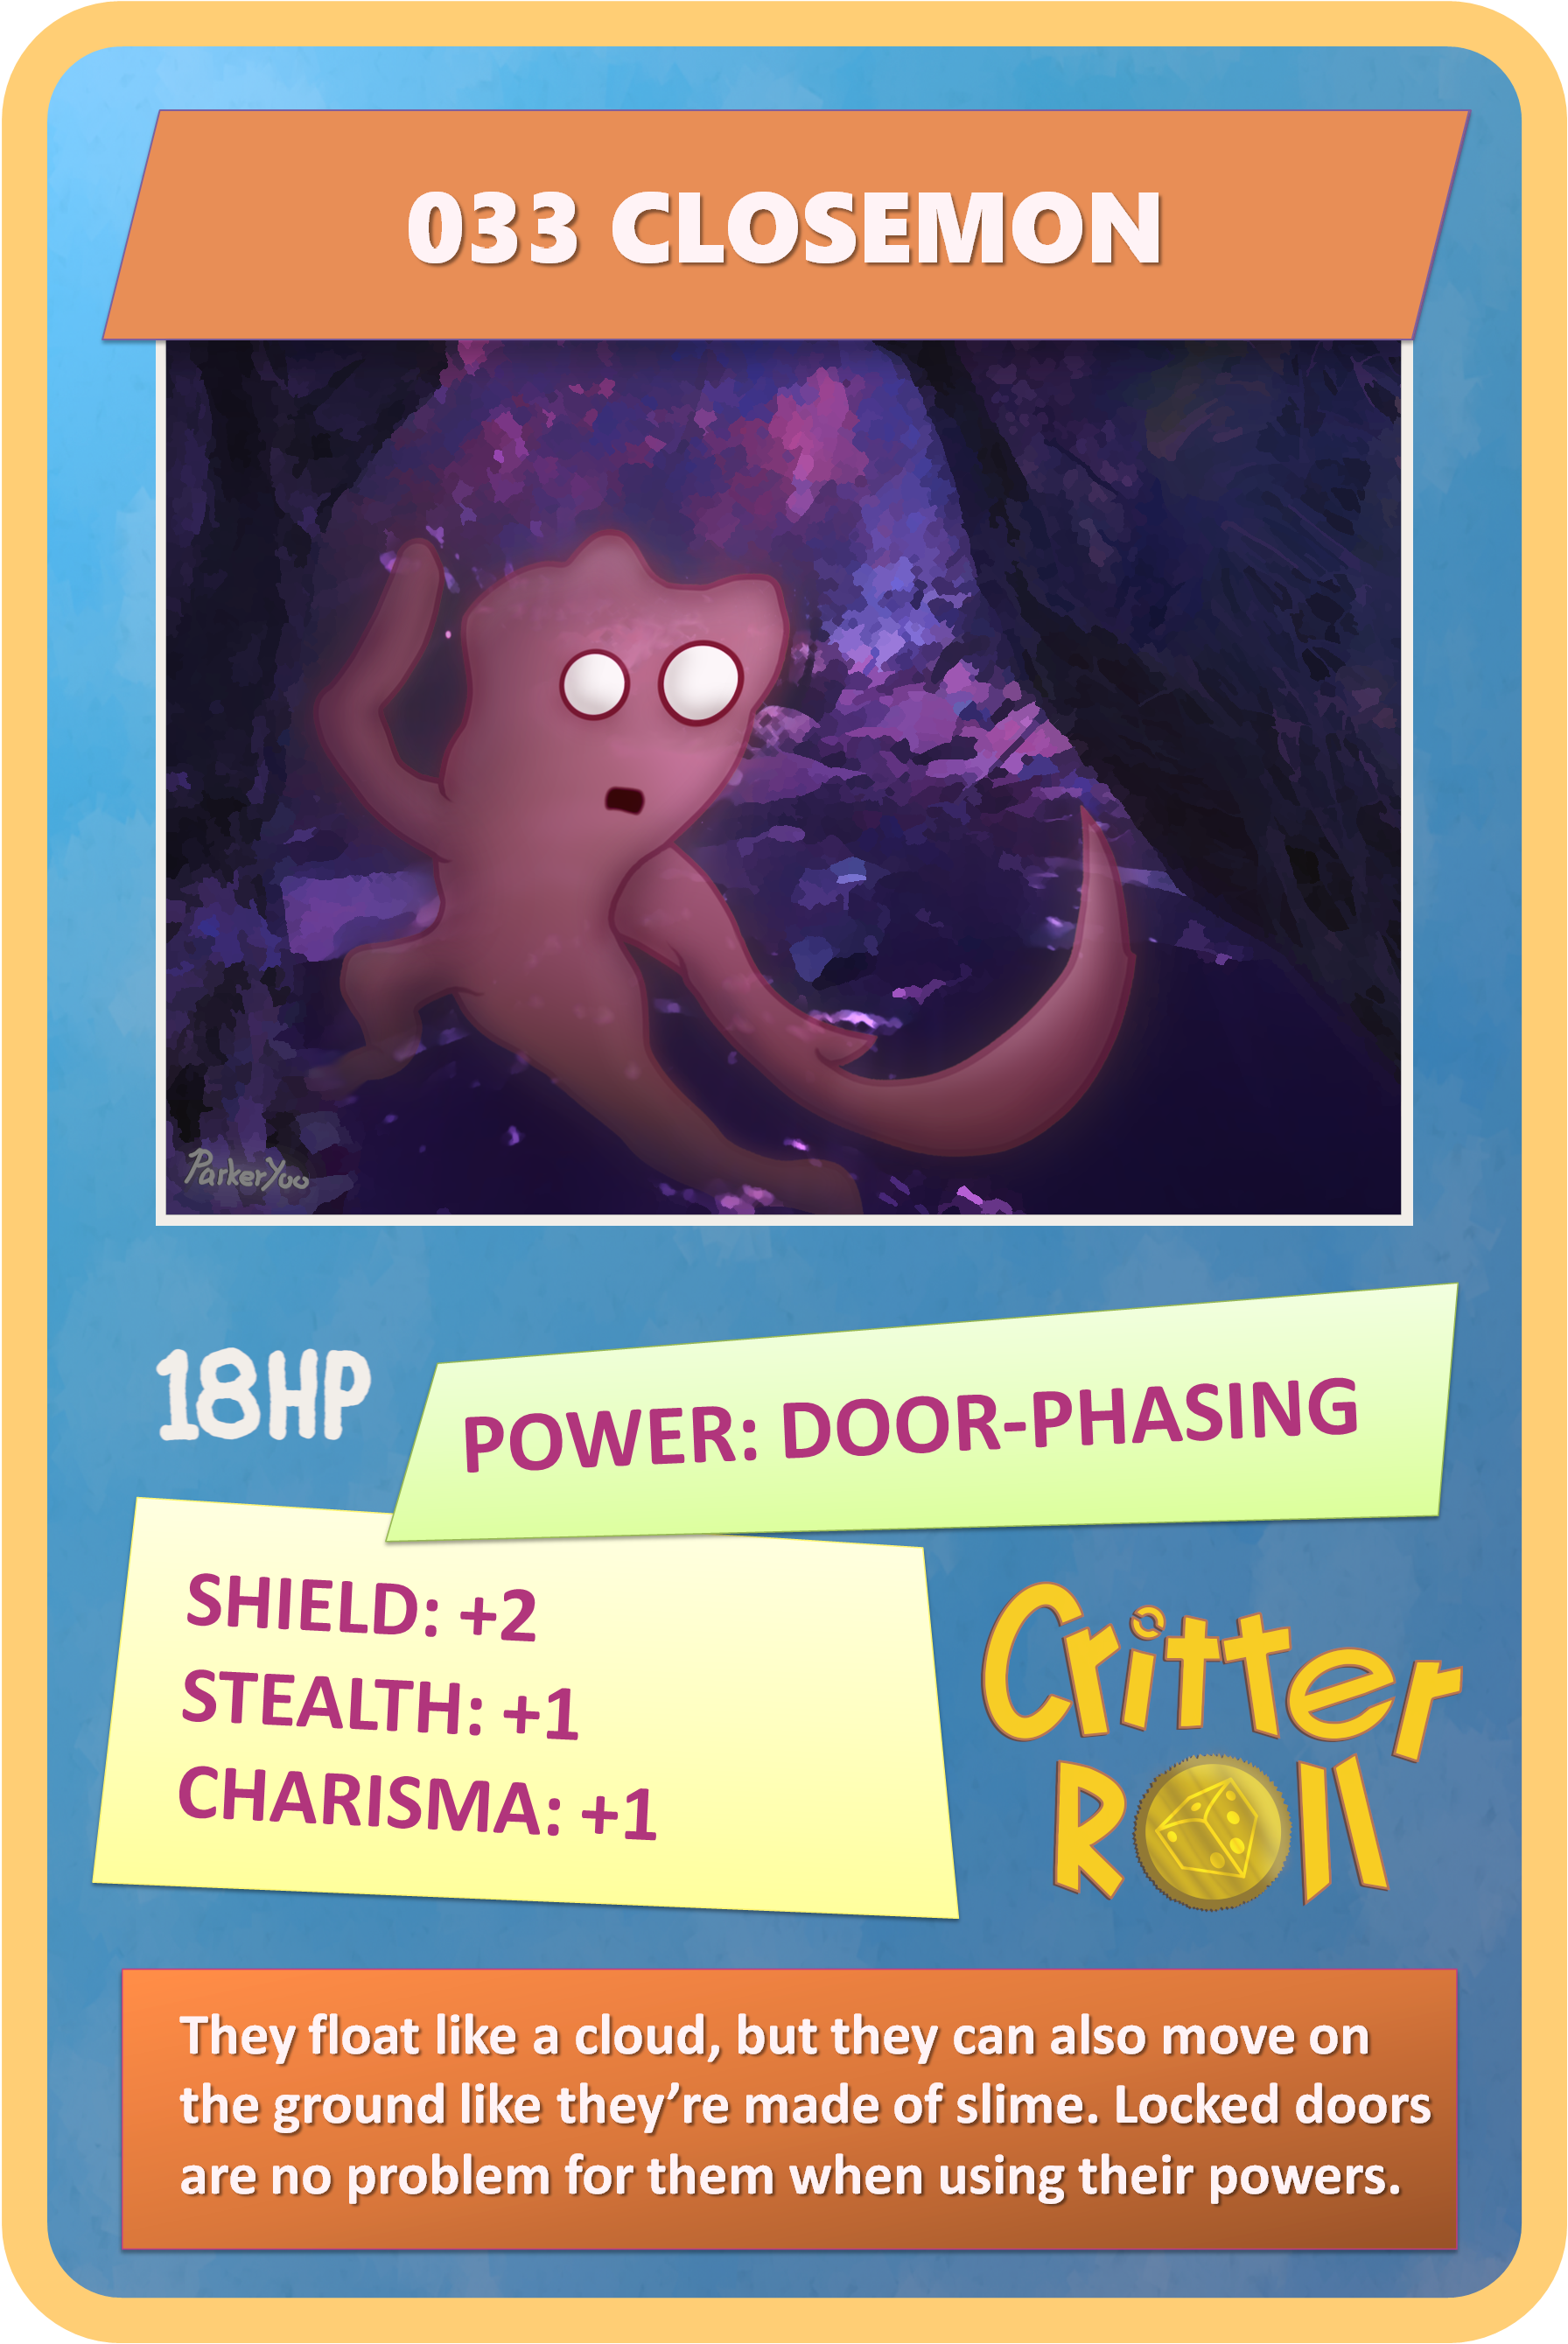 033 CLOSEMON
ParkerYoo
18HP
POWER: DOOR-PHASING
SHIELD: +2
STEALTH: +1
CHARISMA: +1
Critter
Roll
They float like a cloud, but they can also move on
the ground like they’re made of slime. Locked doors
are no problem for them when using their powers.